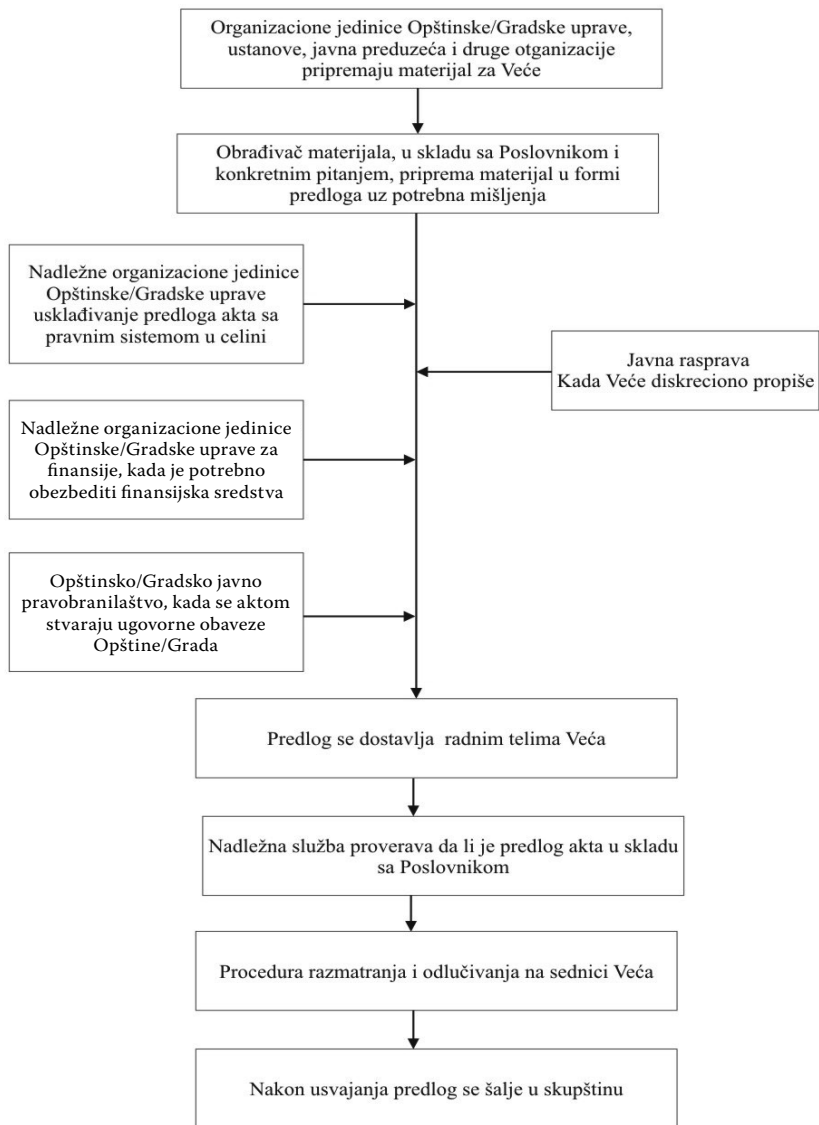 Organizacione jedinice Opštinske/Gradske uprave,
ustanove, javna preduzeća i druge otganizacije
pripremaju materijal za Veće
Obrađivač materijala, u skladu sa Poslovnikom i
konkretnim pitanjem, priprema materijal u formi
predloga uz potrebna mišljenja
Nadležne organizacione jedinice
Opštinske/Gradske uprave
usklađivanje predloga akta sa
pravnim sistemom u celini
Javna rasprava
Kada Veće diskreciono propiše
Nadležne organizacione jedinice
Opštinske/Gradske uprave za
finansije, kada je potrebno
obezbediti finansijska sredstva
Opštinsko/Gradsko javno
pravobranilaštvo, kada se aktom
stvaraju ugovorne obaveze
Opštine/Grada
Predlog se dostavlja radnim telima Veća
Nadležna služba proverava da li je predlog akta u skladu
sa Poslovnikom
Procedura razmatranja i odlučivanja na sednici Veća
Nakon usvajanja predlog se šalje u skupštinu